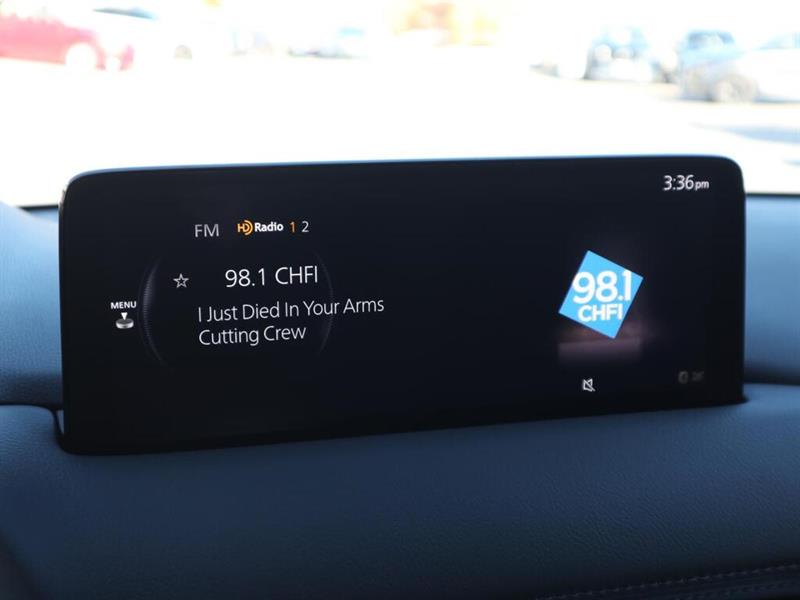 3:36pm
FM HD Radio 1 2
98.1 CHFI
MENU
I Just Died In Your Arms
Cutting Crew
98.1
CHFI